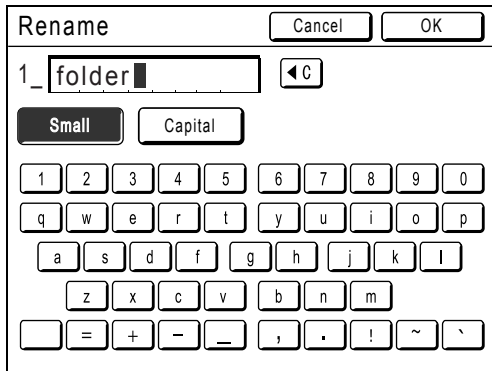 Rename Cancel OK
1_ folder C
Small Capital
1 2 3 4 5 6 7 8 9 0
q w e r t y u i o p
a s d f g h j k l
z x c v b n m
= + − _ , . ! ~ `